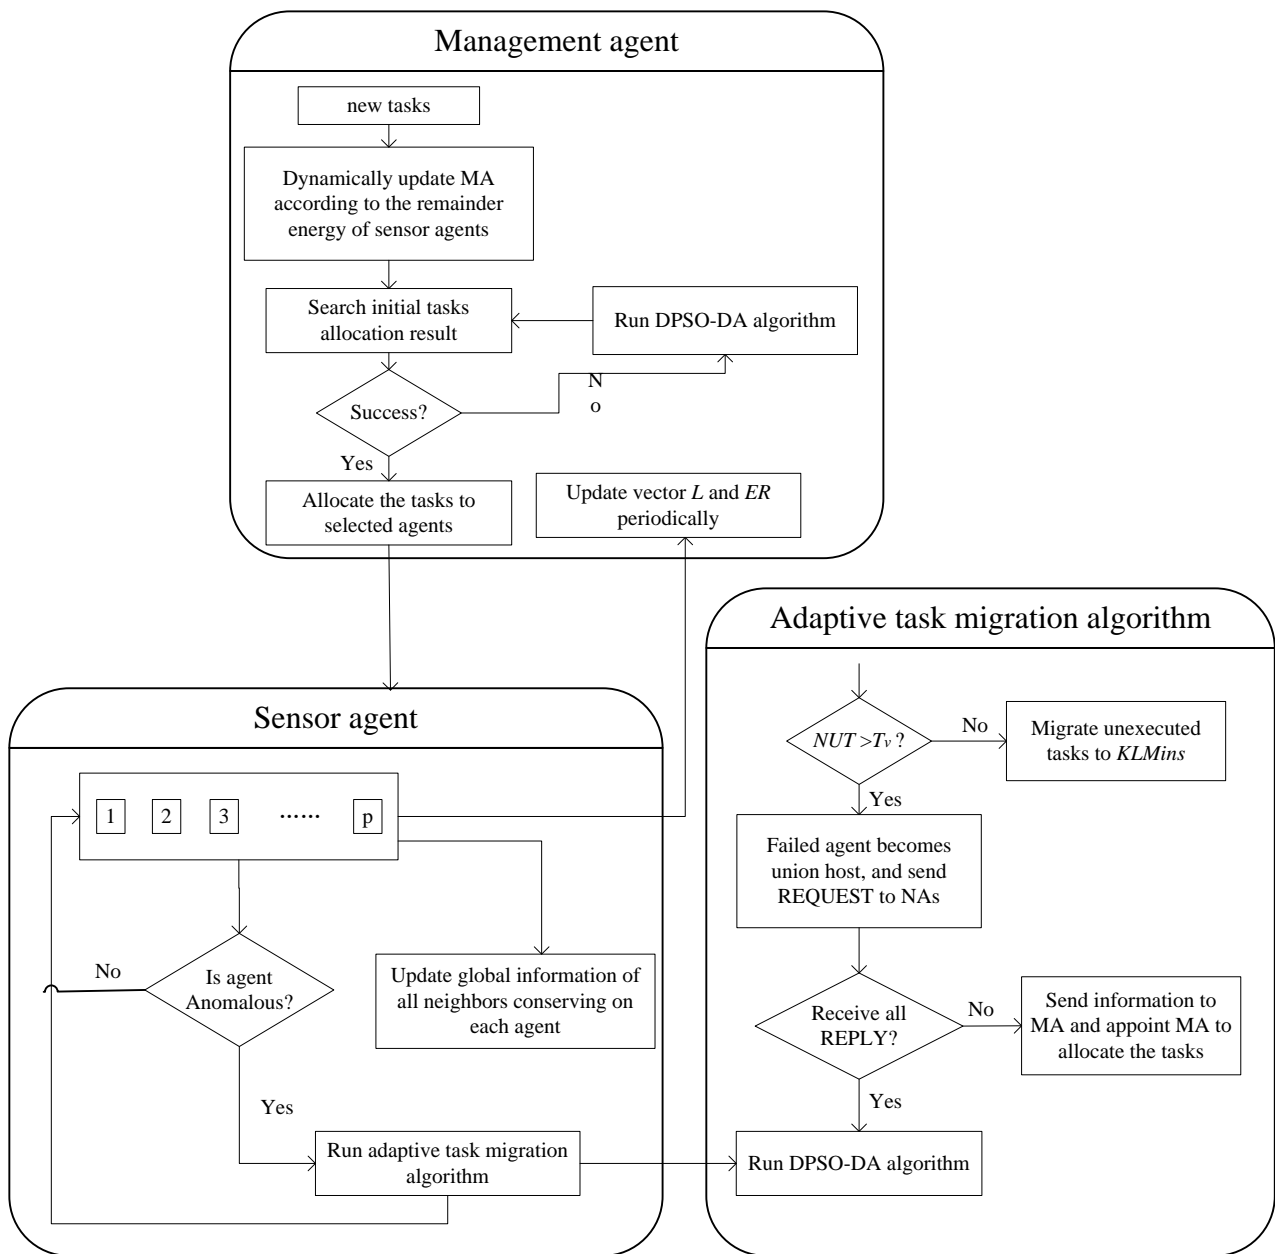 Management agent
new tasks
Dynamically update MA
according to the remainder
energy of sensor agents
Search initial tasks
allocation result
Run DPSO-DA algorithm
N
o
Success?
Yes
Allocate the tasks to
selected agents
Update vector L and ER
periodically
Adaptive task migration algorithm
NUT >Tv ?
No
Migrate unexecuted
tasks to KLMins
Yes
Failed agent becomes
union host, and send
REQUEST to NAs
Receive all
REPLY?
No
Send information to
MA and appoint MA to
allocate the tasks
Yes
Run DPSO-DA algorithm
Sensor agent
1 2 3 ...... p
No
Is agent
Anomalous?
Update global information of
all neighbors conserving on
each agent
Yes
Run adaptive task migration
algorithm